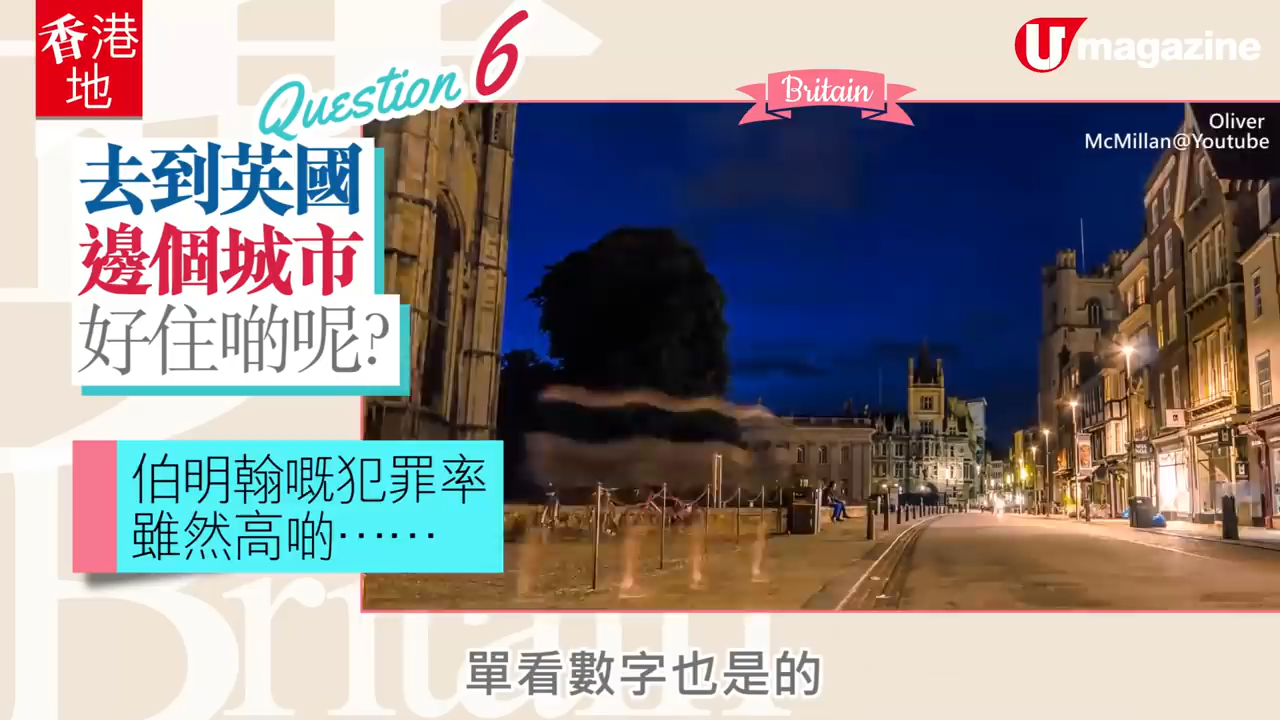 香港
地
U magazine
Question 6
Britain
Oliver
McMillan@Youtube
去到英國
邊個城市
好住啲呢?
伯明翰嘅犯罪率
雖然高啲……
Britain
單看數字也是的